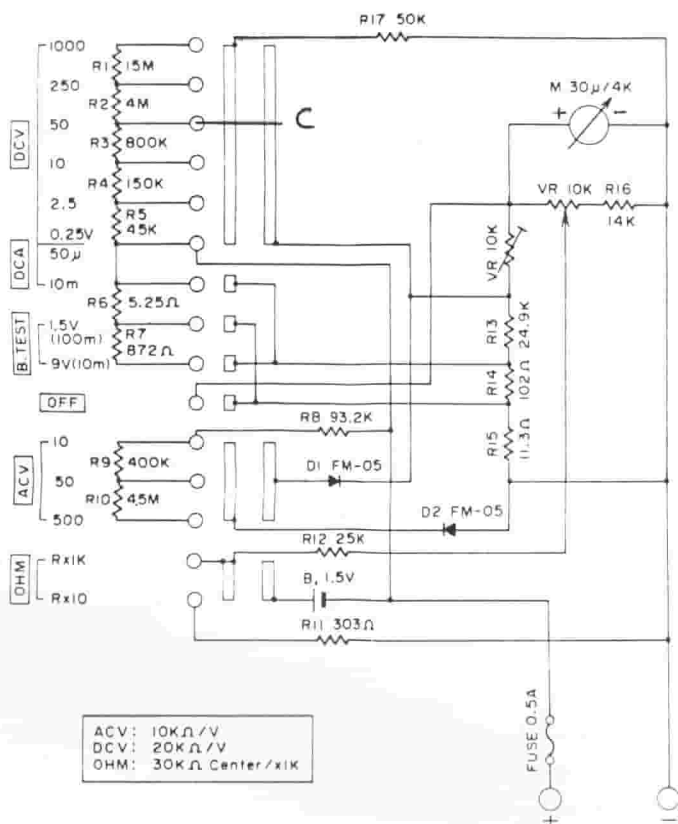 R17 50K
1000
R1 15M
250
R2 4M
50
C
R3 800K
10
R4 150K
2.5
R5 45K
0.25V
50μ
10m
R6 5.25Ω
1.5V
(100m)
R7 872Ω
9V(10m)
DCV
DCA
B.TEST
OFF
M 30μ/4K
+ -
VR 10K R16
14K
VR 10K
R13 24.9K
R14 102Ω
R15 11.3Ω
R8 93.2K
10
R9 400K
50
R10 4.5M
500
ACV
D1 FM-05
D2 FM-05
R12 25K
Rx1K
B, 1.5V
Rx10
OHM
R11 303Ω
FUSE 0.5A
ACV: 10KΩ/V
DCV: 20KΩ/V
OHM: 30KΩ Center/x1K
+ -